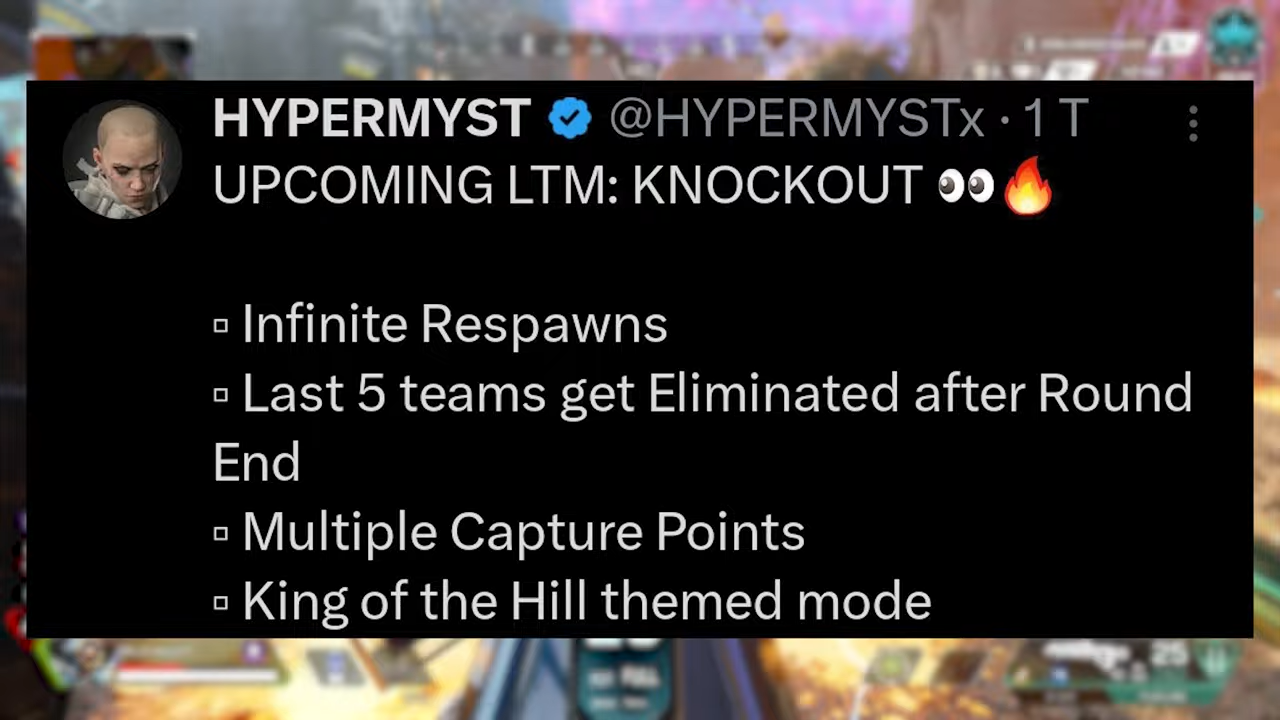 HYPERMYST @HYPERMYSTx · 1 T
UPCOMING LTM: KNOCKOUT 👀🔥
▫ Infinite Respawns
▫ Last 5 teams get Eliminated after Round
End
▫ Multiple Capture Points
▫ King of the Hill themed mode
25